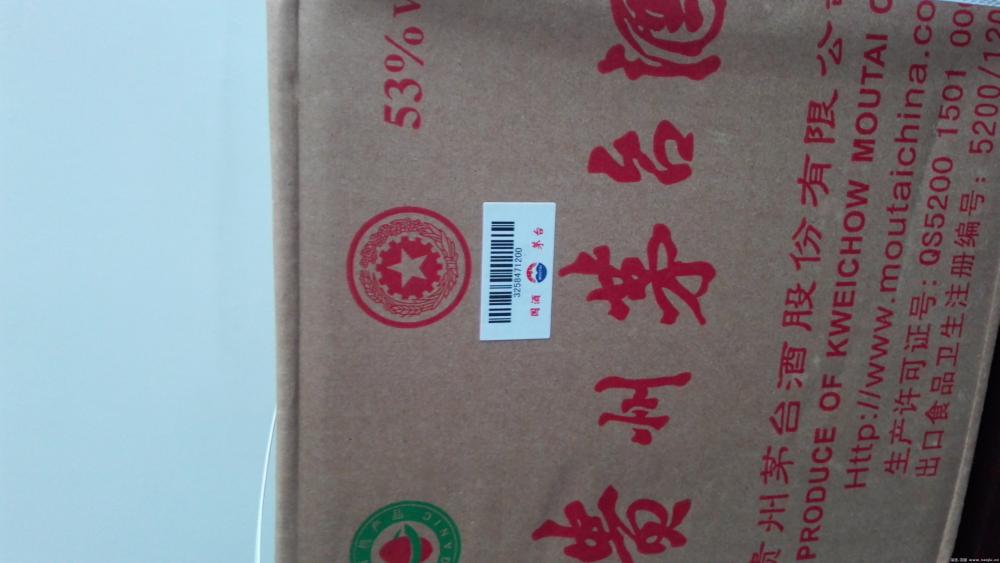 53%
3258471200
国酒 茅台
贵州茅台酒
贵州茅台酒股份有限公
PRODUCE OF KWEICHOW MOUTAI
Http://www.moutaichina.co
生产许可证号: QS5200 1501 00
出口食品卫生注册编号: 5200/120